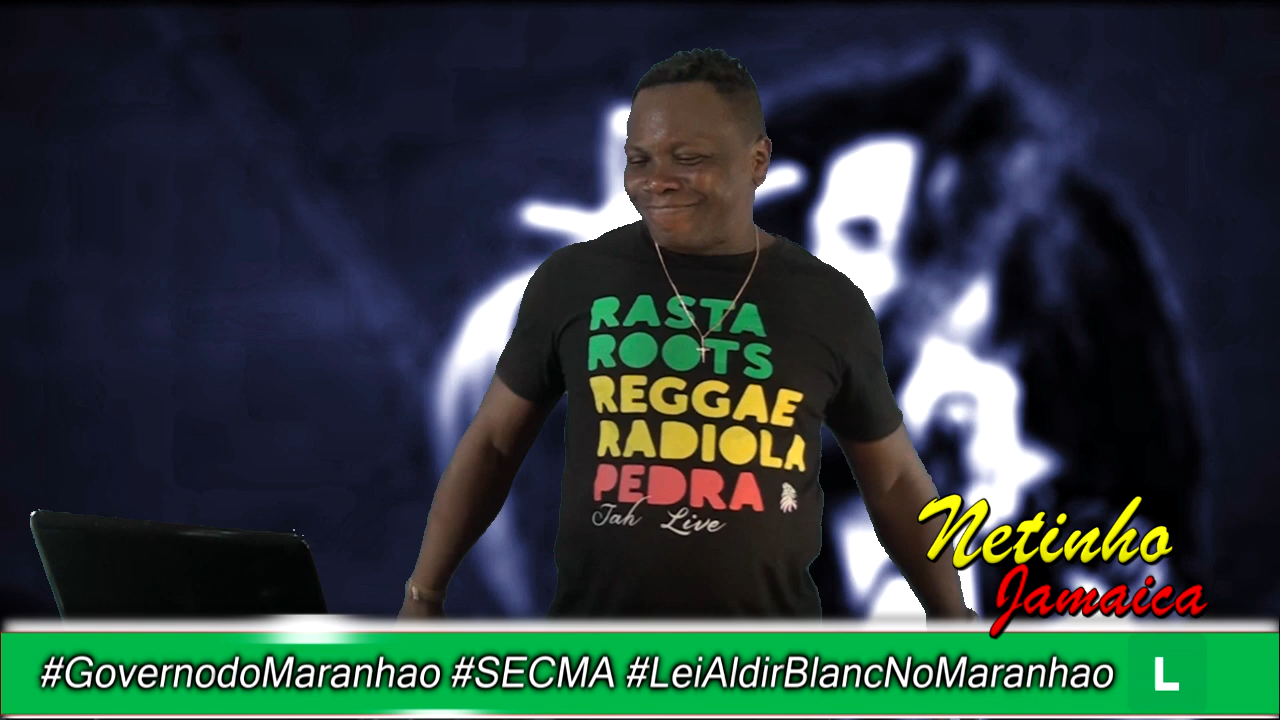 RASTA
ROOTS
REGGAE
RADIOLA
PEDRA
Jah Live
Netinho
Jamaica
#GovernodoMaranhao #SECMA #LeiAldirBlancNoMaranhao L